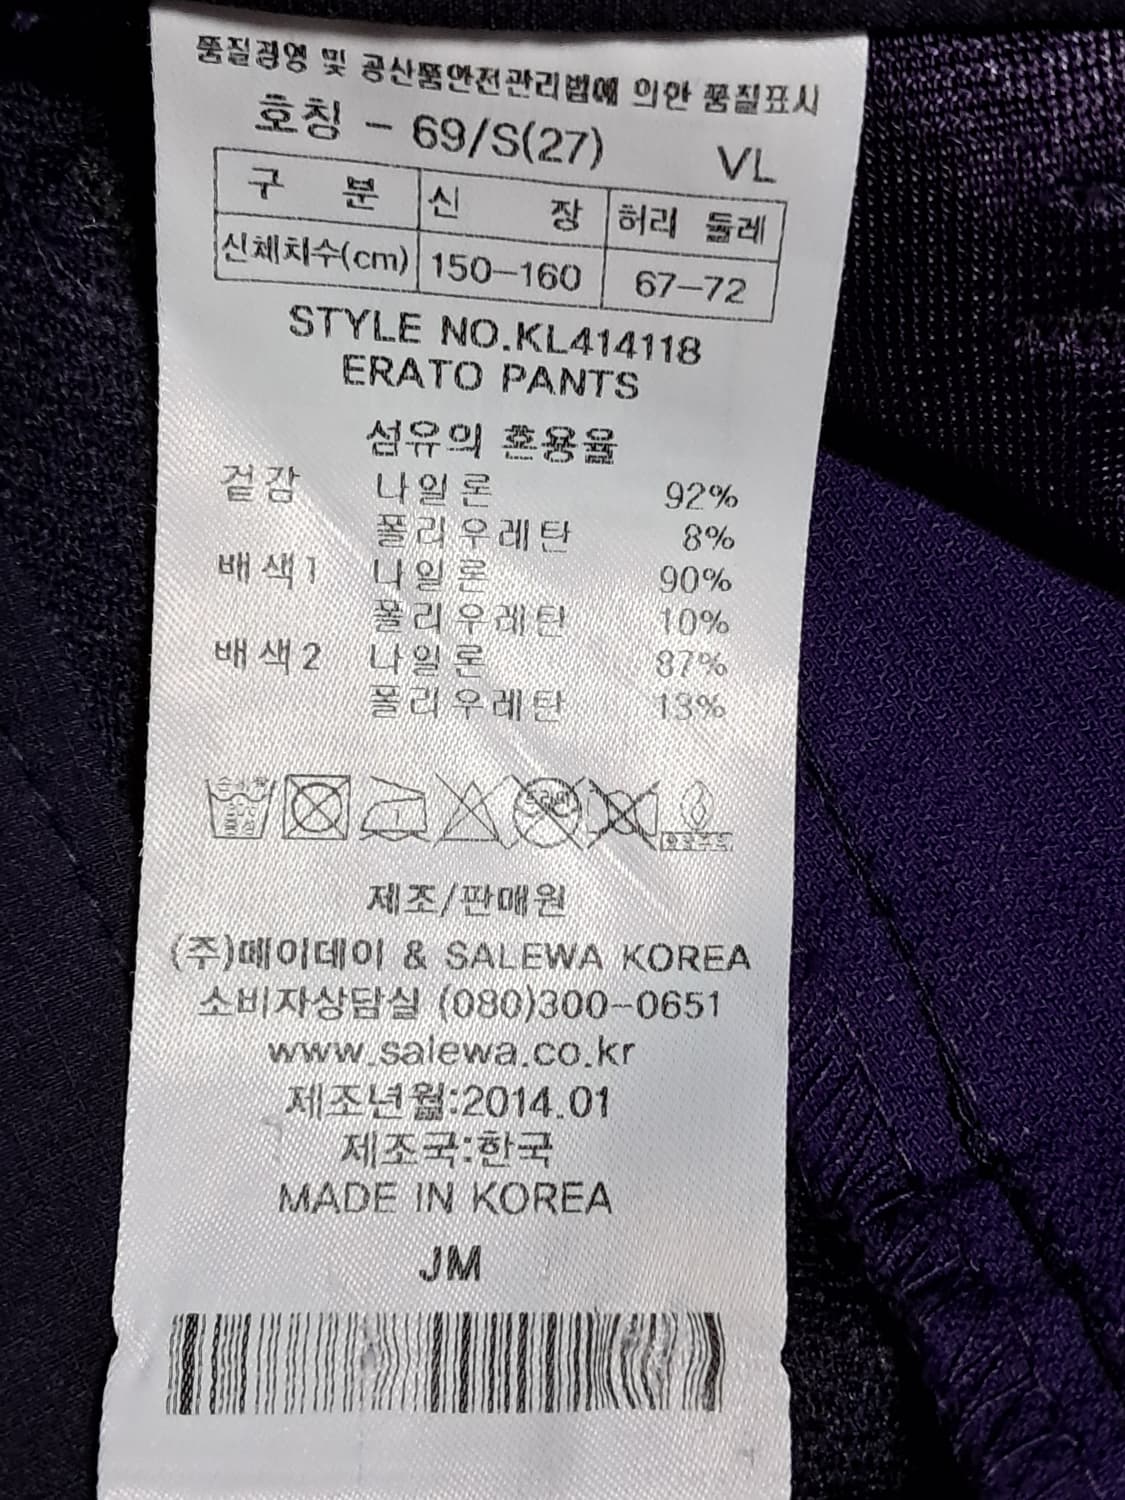 품질경영 및 공산품안전관리법에 의한 품질표시
호칭 - 69/S(27) VL
구 분 신 장 허리 둘레
신체치수(cm) 150-160 67-72
STYLE NO.KL414118
ERATO PANTS
섬유의 혼용율
겉감 나일론 92%
폴리우레탄 8%
배색1 나일론 90%
폴리우레탄 10%
배색2 나일론 87%
폴리우레탄 13%
제조/판매원
(주)메이데이 & SALEWA KOREA
소비자상담실 (080)300-0651
www.salewa.co.kr
제조년월:2014.01
제조국:한국
MADE IN KOREA
JM